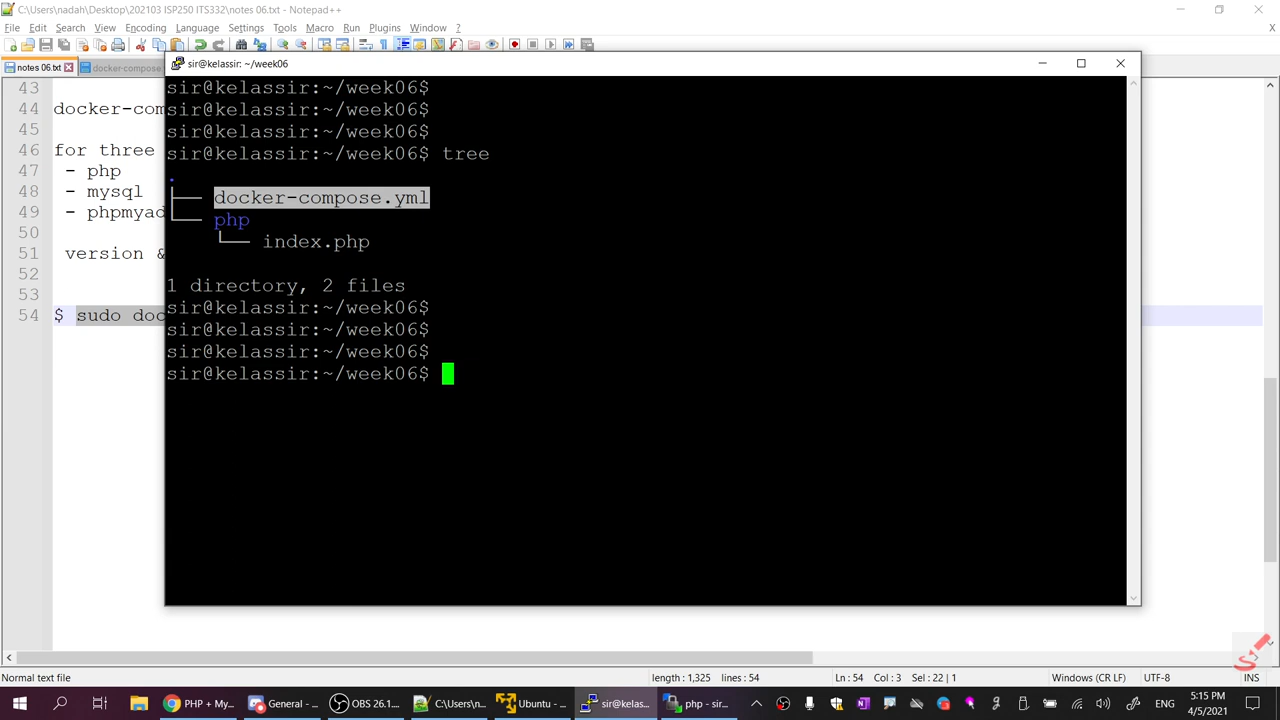 C:\Users\nadah\Desktop\202103 ISP250 ITS332\notes 06.txt - Notepad++
File Edit Search View Encoding Language Settings Tools Macro Run Plugins Window ?
notes 06.txt docker-compose
sir@kelassir: ~/week06
43
44 docker-com
45
46 for three
47 - php
48 - mysql
49 - phpmyad
50
51 version &
52
53
54 $ sudo doc
sir@kelassir:~/week06$
sir@kelassir:~/week06$
sir@kelassir:~/week06$
sir@kelassir:~/week06$ tree
.
├── docker-compose.yml
└── php
└── index.php
1 directory, 2 files
sir@kelassir:~/week06$
sir@kelassir:~/week06$
sir@kelassir:~/week06$
sir@kelassir:~/week06$
Normal text file length : 1,325 lines : 54 Ln : 54 Col : 3 Sel : 22 | 1 Windows (CR LF) UTF-8 INS
PHP + My... General - ... OBS 26.1.... C:\Users\n... Ubuntu - ... sir@kelas... php - sir... ENG 5:15 PM
4/5/2021